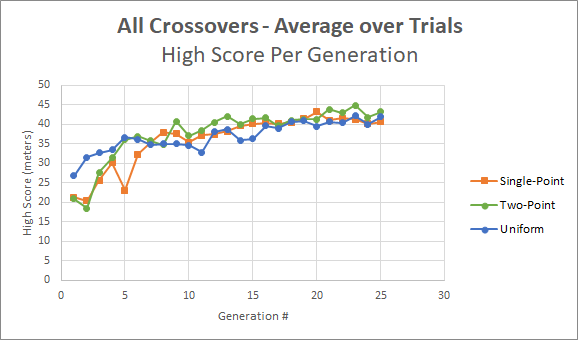 All Crossovers - Average over Trials
High Score Per Generation
High Score (meters)
50
45
40
35
30
25
20
15
10
5
0
0 5 10 15 20 25 30
Generation #
Single-Point
Two-Point
Uniform